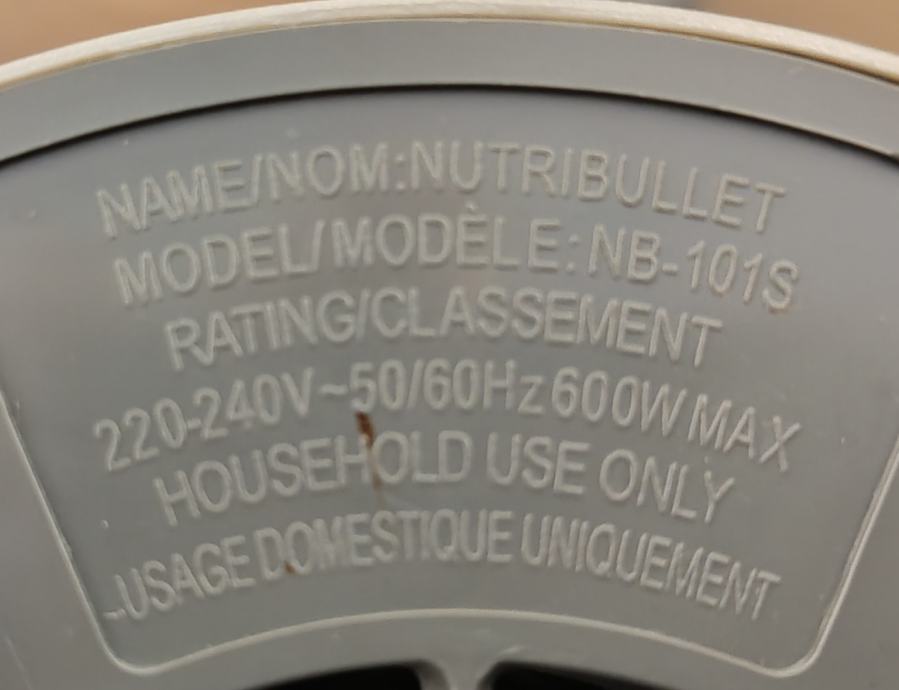 NAME/NOM:NUTRIBULLET
MODEL/MODÈLE: NB-101S
RATING/CLASSEMENT
220-240V~50/60Hz 600W MAX
HOUSEHOLD USE ONLY
USAGE DOMESTIQUE UNIQUEMENT